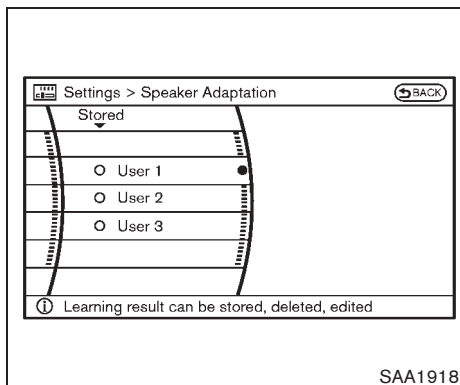 Settings > Speaker Adaptation
BACK
Stored
User 1
User 2
User 3
Learning result can be stored, deleted, edited
SAA1918